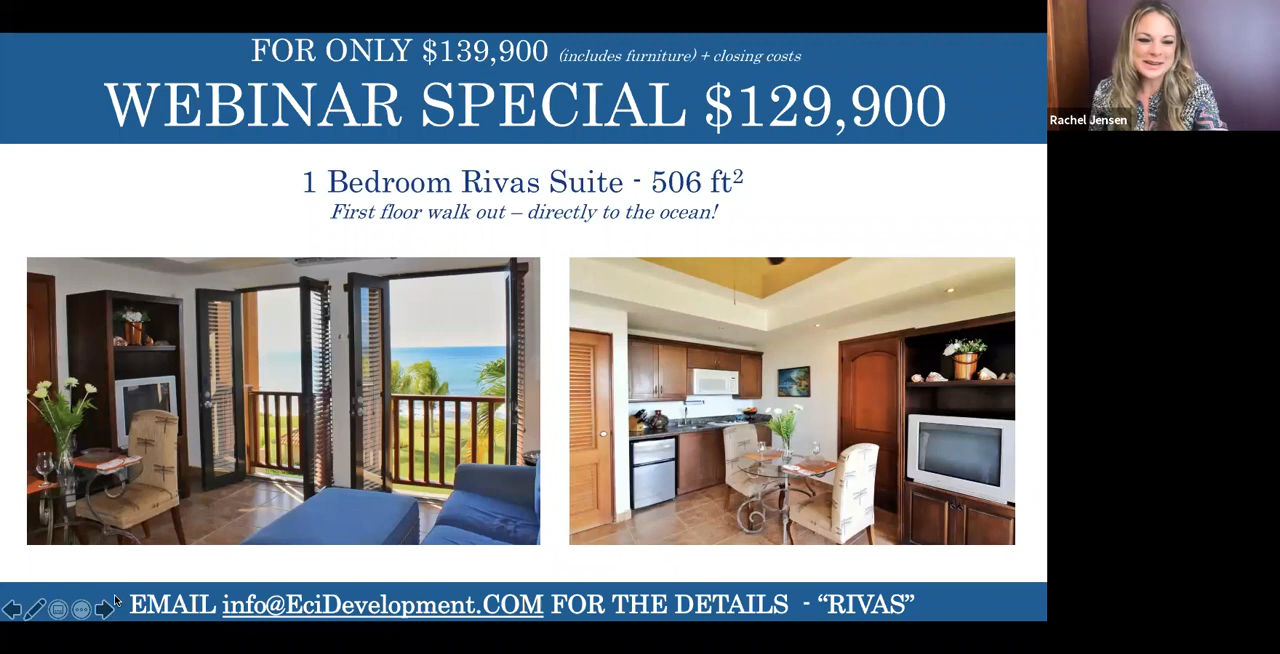 FOR ONLY $139,900 (includes furniture) + closing costs
WEBINAR SPECIAL $129,900
Rachel Jensen
1 Bedroom Rivas Suite - 506 ft²
First floor walk out – directly to the ocean!
EMAIL info@EciDevelopment.COM FOR THE DETAILS - “RIVAS”